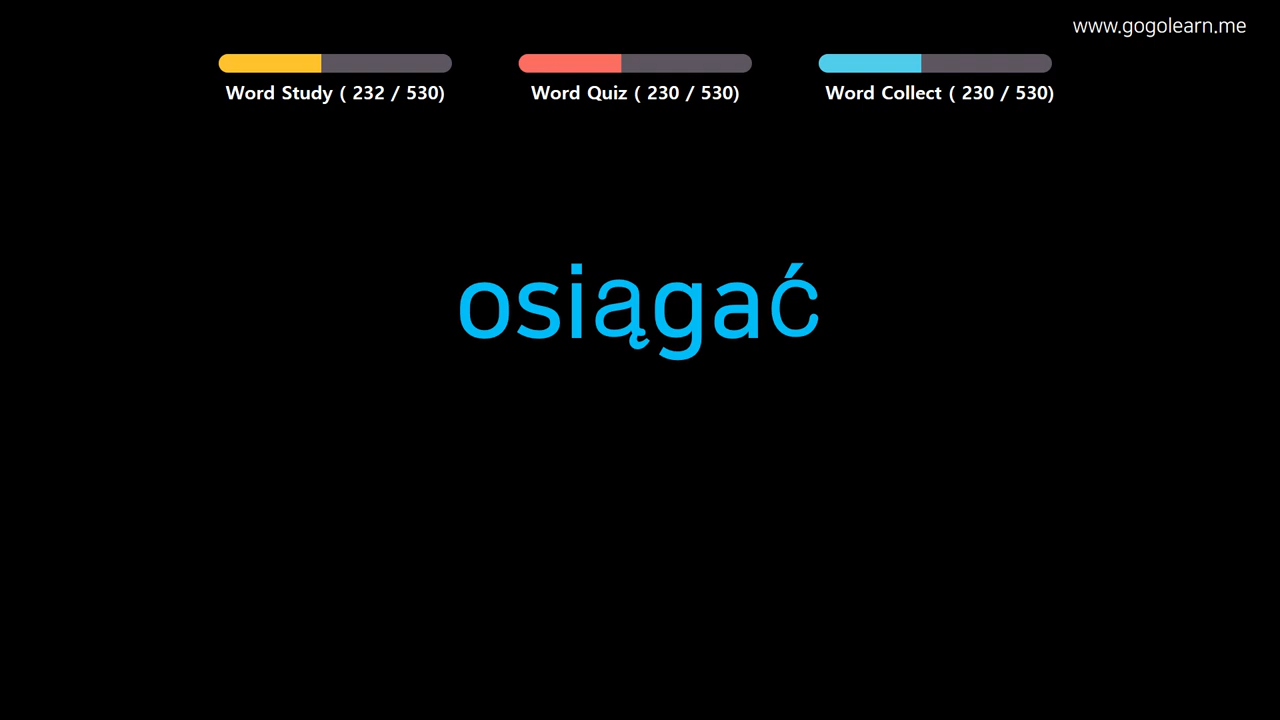 www.gogolearn.me
Word Study ( 232 / 530)
Word Quiz ( 230 / 530)
Word Collect ( 230 / 530)
osiągać